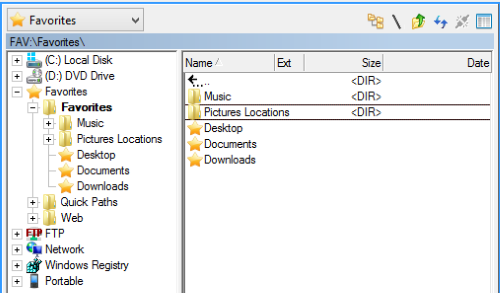 Favorites
FAV:\Favorites\
(C:) Local Disk
(D:) DVD Drive
Favorites
Favorites
Music
Pictures Locations
Desktop
Documents
Downloads
Quick Paths
Web
FTP FTP
Network
Windows Registry
Portable
Name Ext Size Date
.. <DIR>
Music <DIR>
Pictures Locations <DIR>
Desktop
Documents
Downloads